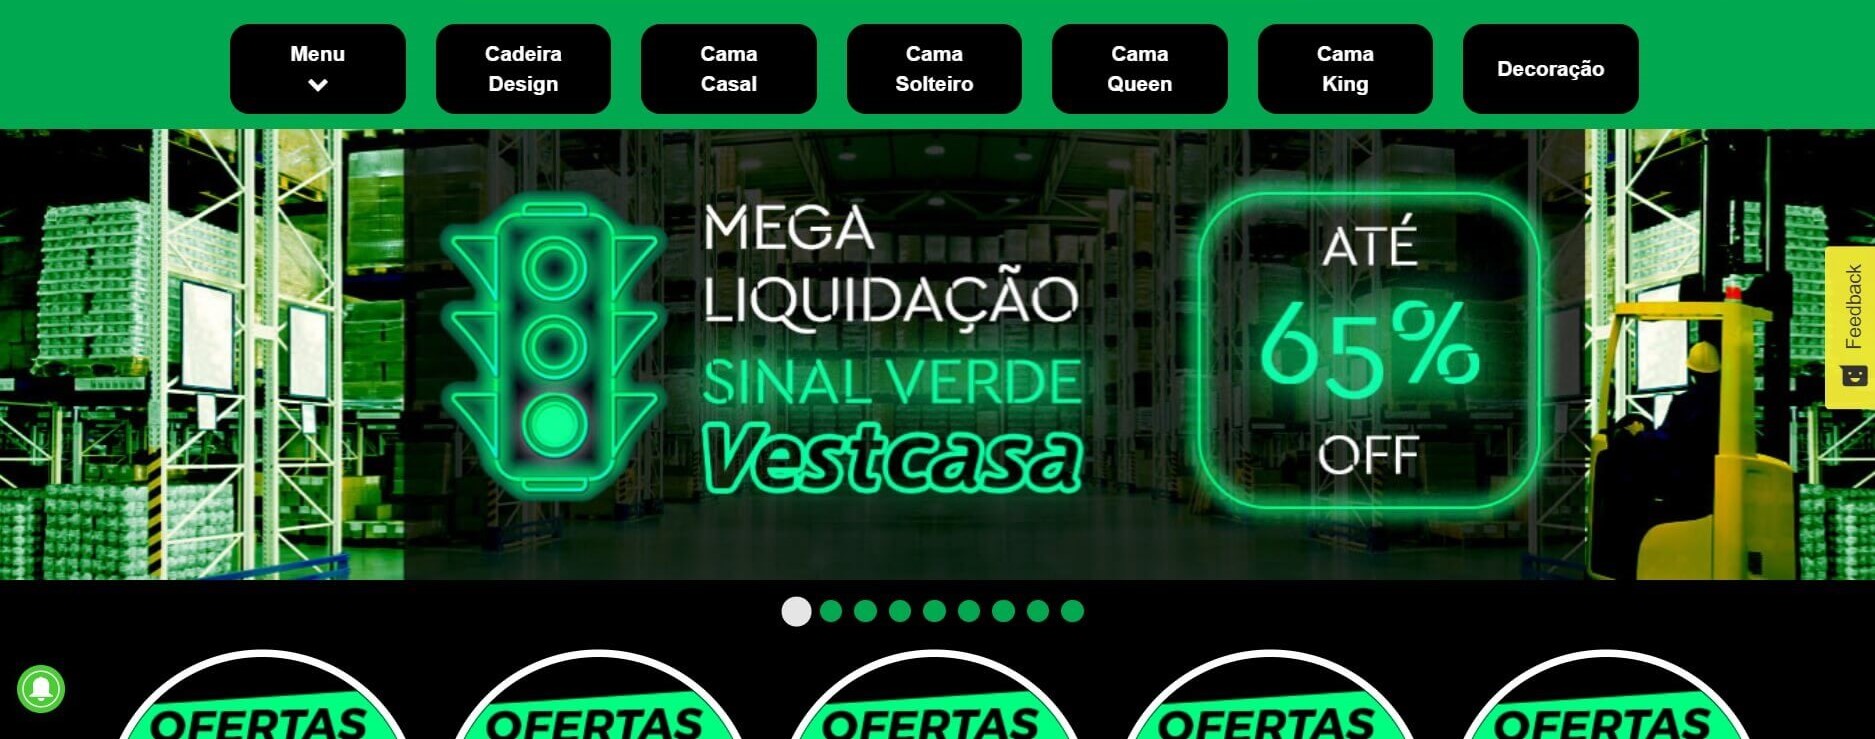 Menu
Cadeira
Design
Cama
Casal
Cama
Solteiro
Cama
Queen
Cama
King
Decoração
MEGA
LIQUIDAÇÃO
SINAL VERDE
Vestcasa
ATÉ
65%
OFF
Feedback
OFERTAS
OFERTAS
OFERTAS
OFERTAS
OFERTAS